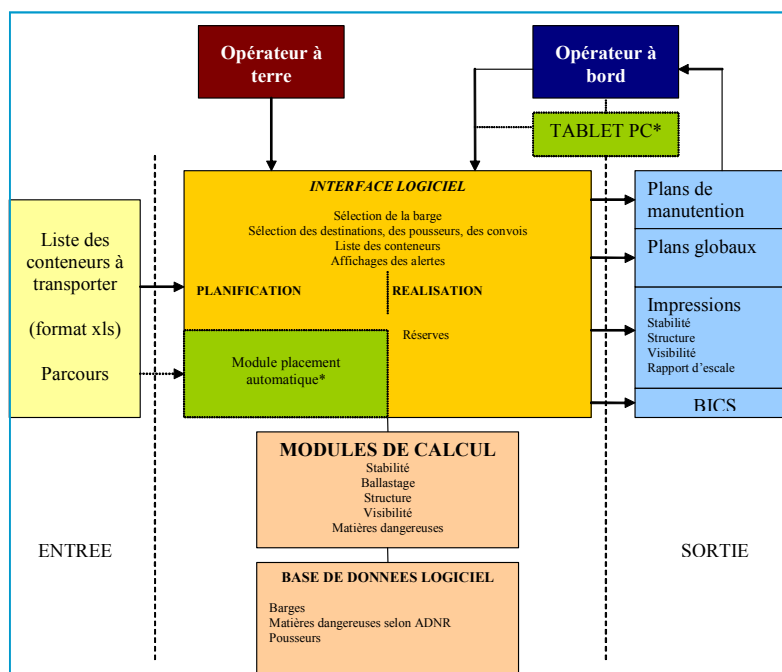 Opérateur à
terre
Opérateur à
bord
TABLET PC*
INTERFACE LOGICIEL
Sélection de la barge
Sélection des destinations, des pousseurs, des convois
Liste des conteneurs
Affichages des alertes
PLANIFICATION
REALISATION
Réserves
Module placement
automatique*
Liste des
conteneurs à
transporter
(format xls)
Parcours
Plans de
manutention
Plans globaux
Impressions
Stabilité
Structure
Visibilité
Rapport d'escale
BICS
MODULES DE CALCUL
Stabilité
Ballastage
Structure
Visibilité
Matières dangereuses
ENTREE
SORTIE
BASE DE DONNEES LOGICIEL
Barges
Matières dangereuses selon ADNR
Pousseurs